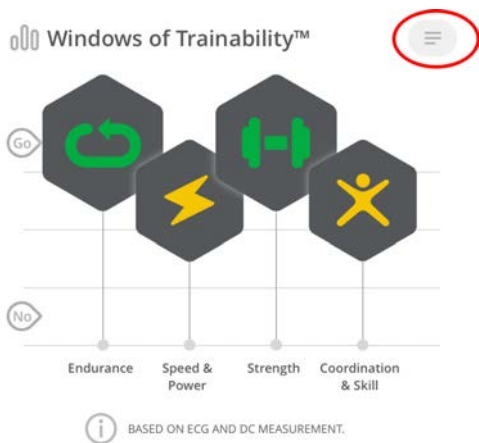 Windows of Trainability™
Go
No
Endurance
Speed &
Power
Strength
Coordination
& Skill
i
BASED ON ECG AND DC MEASUREMENT.